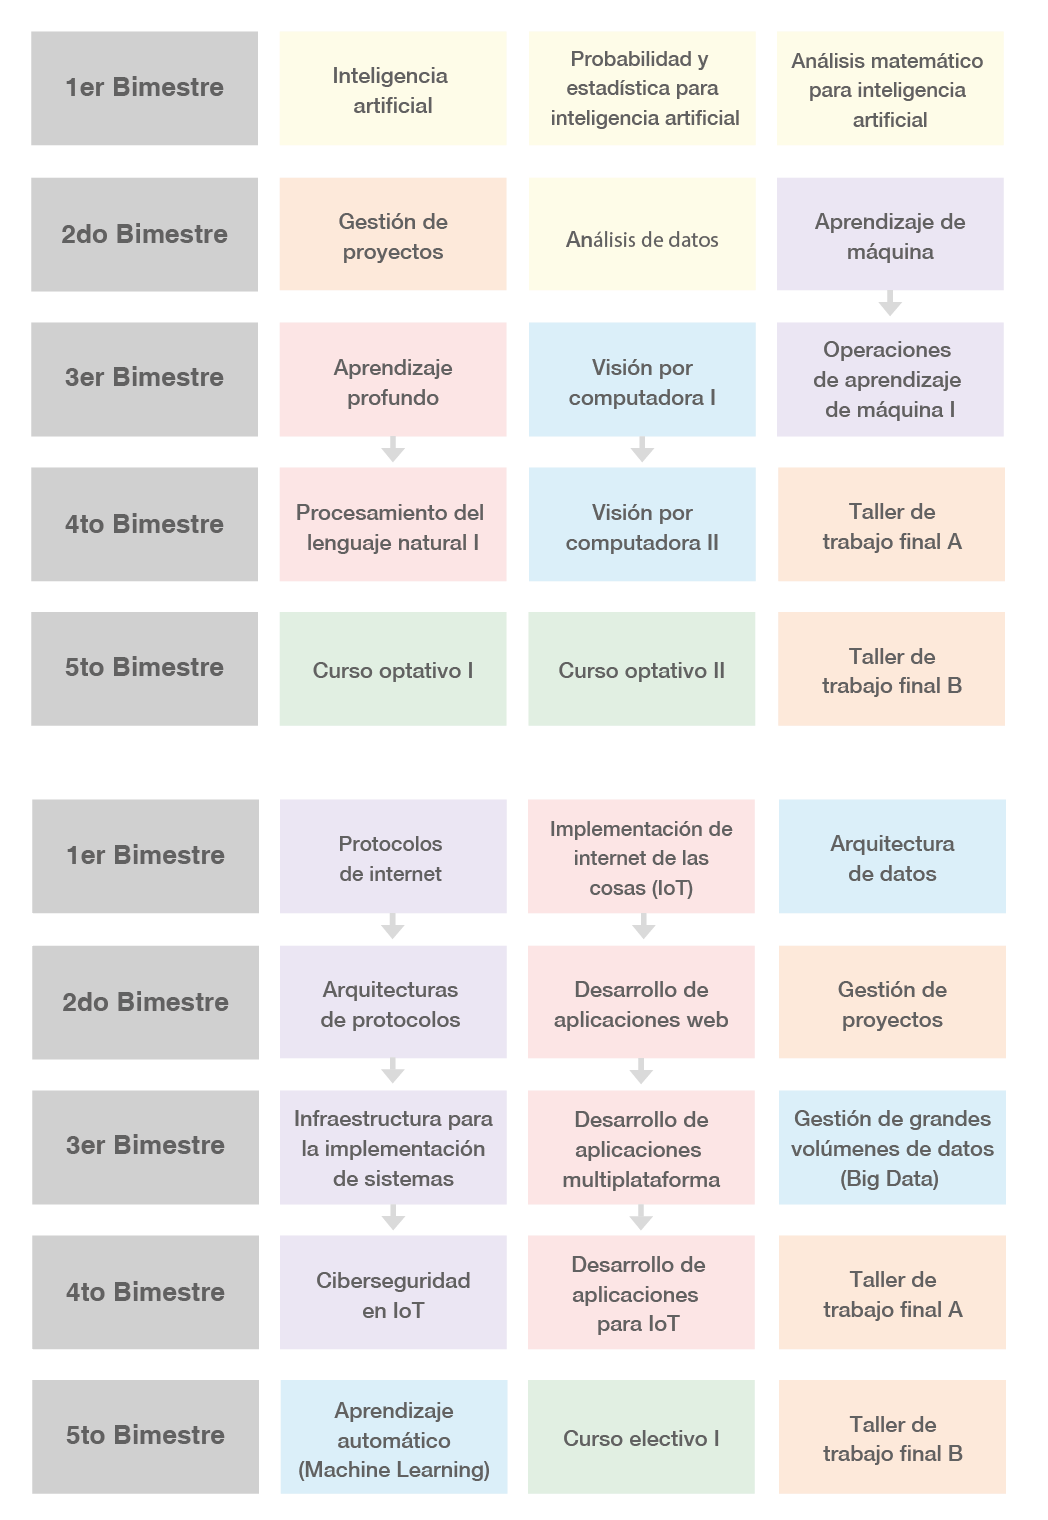 1er Bimestre
Inteligencia
artificial
Probabilidad y
estadística para
inteligencia artificial
Análisis matemático
para inteligencia
artificial
2do Bimestre
Gestión de
proyectos
Análisis de datos
Aprendizaje de
máquina
3er Bimestre
Aprendizaje
profundo
Visión por
computadora I
Operaciones
de aprendizaje
de máquina I
4to Bimestre
Procesamiento del
lenguaje natural I
Visión por
computadora II
Taller de
trabajo final A
5to Bimestre
Curso optativo I
Curso optativo II
Taller de
trabajo final B
1er Bimestre
Protocolos
de internet
Implementación de
internet de las
cosas (IoT)
Arquitectura
de datos
2do Bimestre
Arquitecturas
de protocolos
Desarrollo de
aplicaciones web
Gestión de
proyectos
3er Bimestre
Infraestructura para
la implementación
de sistemas
Desarrollo de
aplicaciones
multiplataforma
Gestión de grandes
volúmenes de datos
(Big Data)
4to Bimestre
Ciberseguridad
en IoT
Desarrollo de
aplicaciones
para IoT
Taller de
trabajo final A
5to Bimestre
Aprendizaje
automático
(Machine Learning)
Curso electivo I
Taller de
trabajo final B